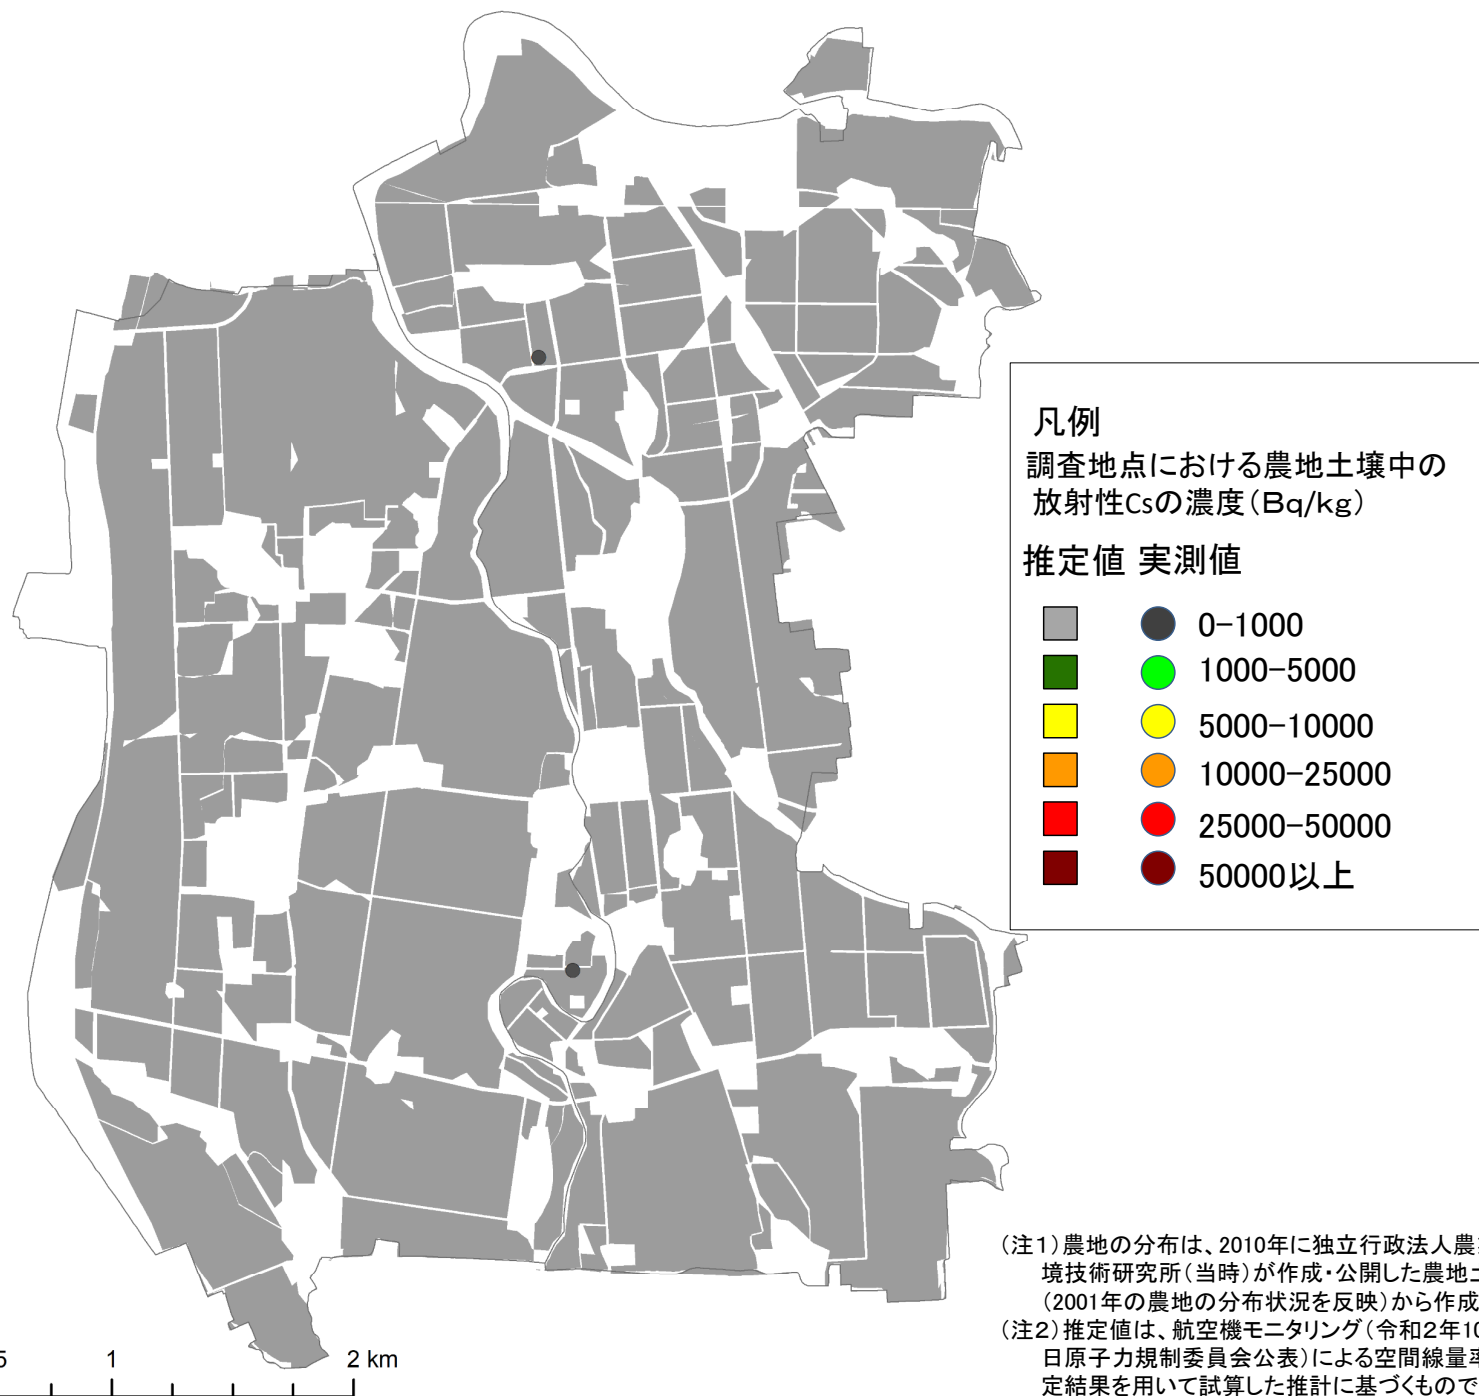 凡例
調査地点における農地土壌中の
放射性Csの濃度（Bq/kg）
推定値 実測値
0−1000
1000−5000
5000−10000
10000−25000
25000−50000
50000以上
（注１）農地の分布は、2010年に独立行政法人農
境技術研究所（当時）が作成・公開した農地土
（2001年の農地の分布状況を反映）から作成
（注２）推定値は、航空機モニタリング（令和２年10
日原子力規制委員会公表）による空間線量率
定結果を用いて試算した推計に基づくもので
5 1 2 km